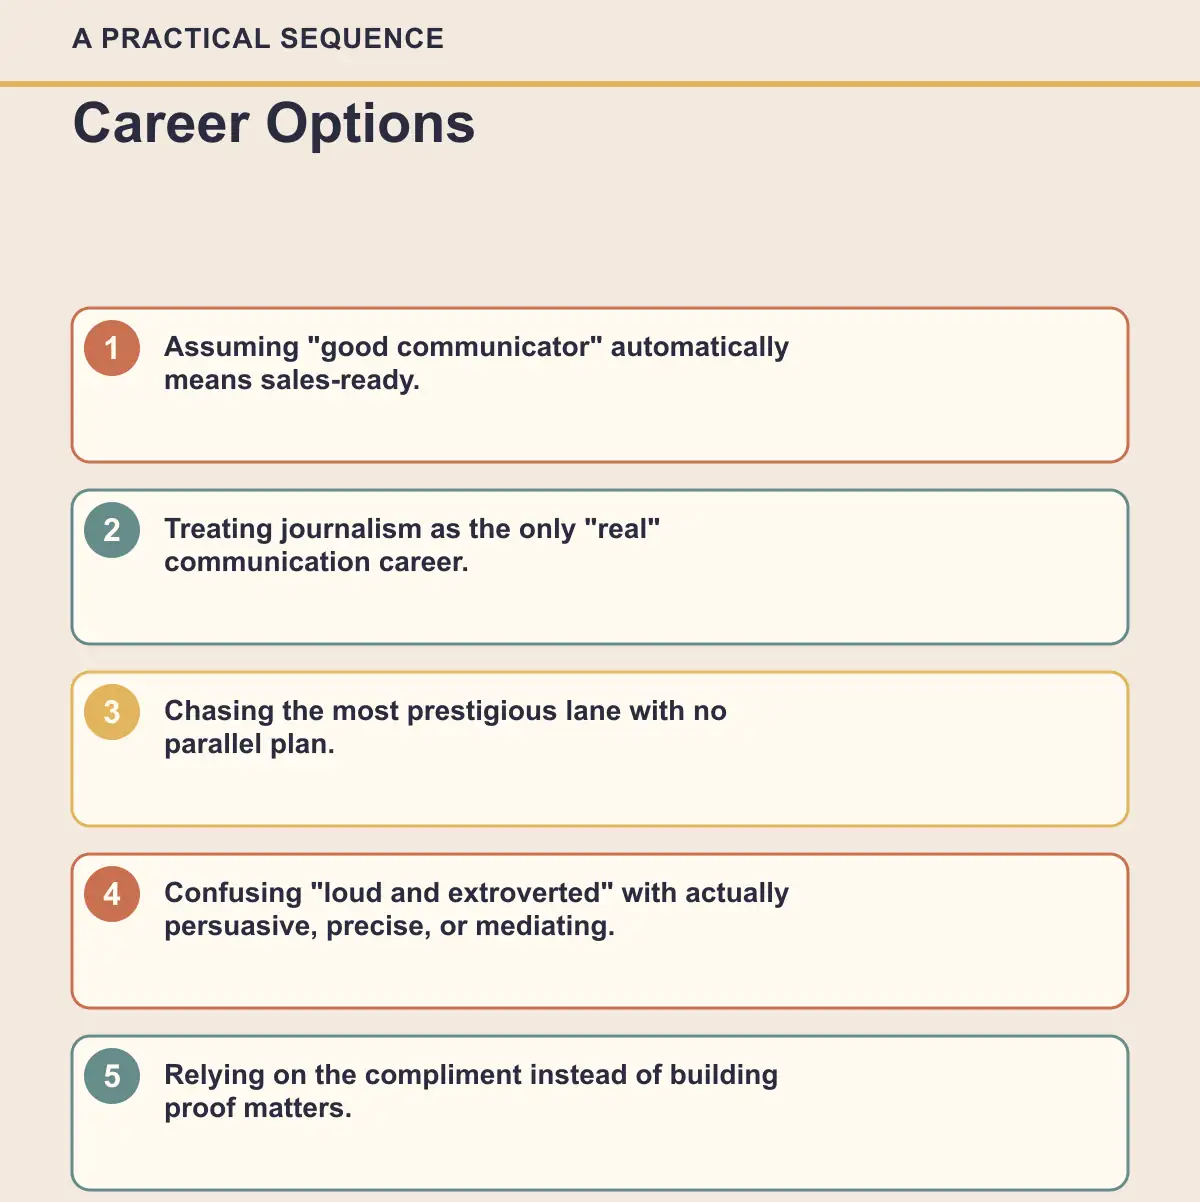 A PRACTICAL SEQUENCE
Career Options
1
Assuming "good communicator" automatically
means sales-ready.
2
Treating journalism as the only "real"
communication career.
3
Chasing the most prestigious lane with no
parallel plan.
4
Confusing "loud and extroverted" with actually
persuasive, precise, or mediating.
5
Relying on the compliment instead of building
proof matters.